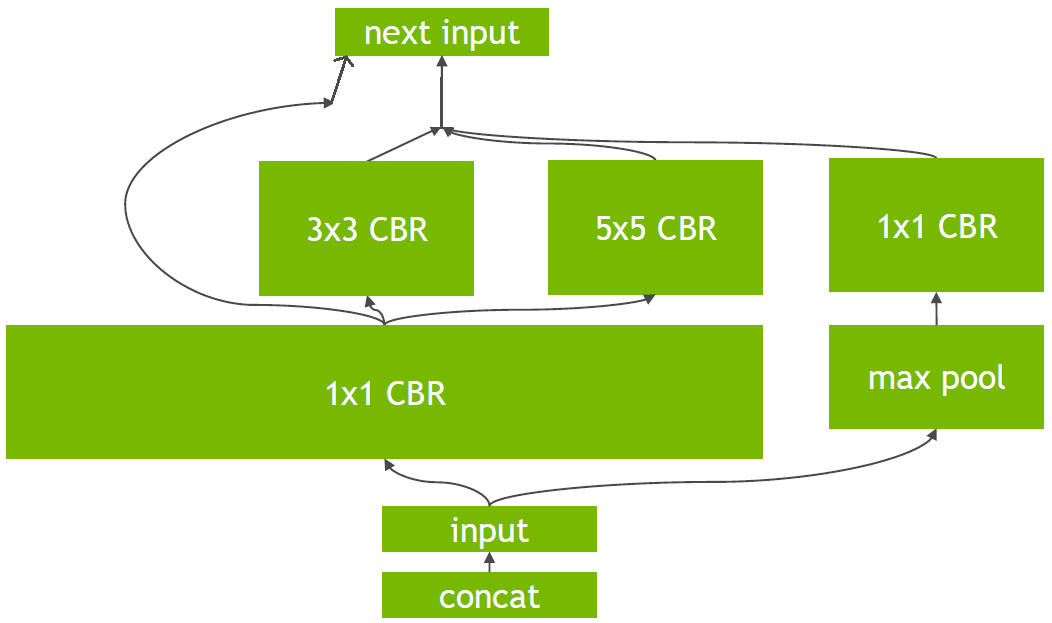 next input
3x3 CBR
5x5 CBR
1x1 CBR
1x1 CBR
max pool
input
concat